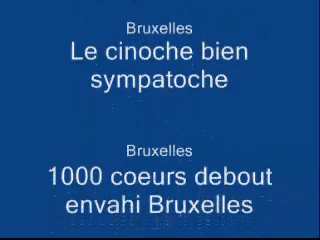 Bruxelles
Le cinoche bien
sympatoche
Bruxelles
1000 coeurs debout
envahi Bruxelles